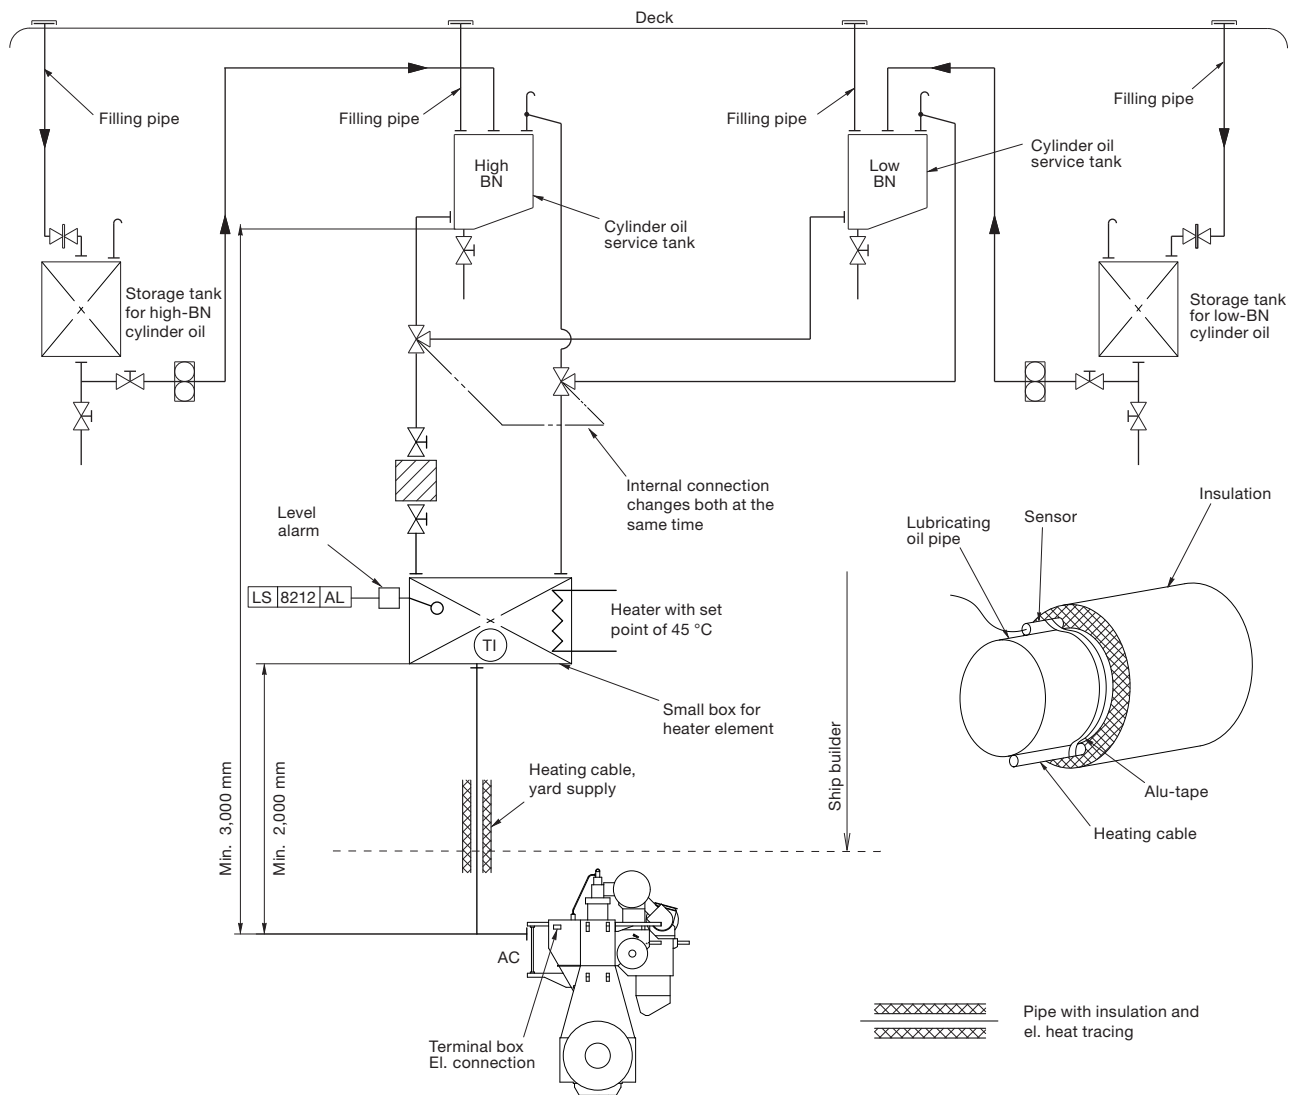 Deck
Filling pipe
Filling pipe
Filling pipe
Filling pipe
High
BN
Low
BN
Cylinder oil
service tank
Cylinder oil
service tank
Storage tank
for high-BN
cylinder oil
Storage tank
for low-BN
cylinder oil
Internal connection
changes both at the
same time
Level
alarm
LS 8212 AL
TI
Heater with set
point of 45 °C
Small box for
heater element
Heating cable,
yard supply
Min. 3,000 mm
Min. 2,000 mm
Ship builder
Insulation
Sensor
Lubricating
oil pipe
Alu-tape
Heating cable
AC
Terminal box
El. connection
Pipe with insulation and
el. heat tracing